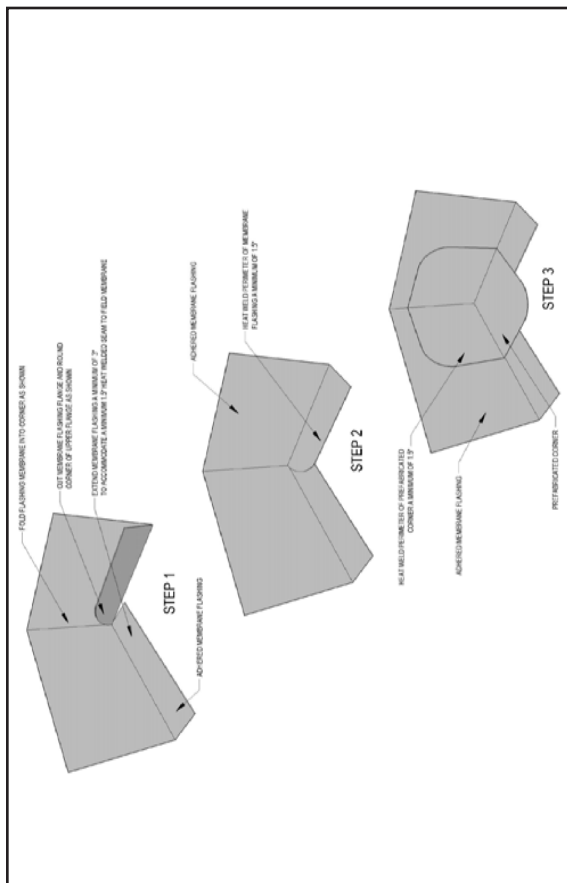 FOLD FLASHING MEMBRANE INTO CORNER AS SHOWN
CUT MEMBRANE FLASHING FLANGE AND ROUND
CORNER OF UPPER FLANGE AS SHOWN
EXTEND MEMBRANE FLASHING A MINIMUM OF 2"
TO ACCOMMODATE A MINIMUM 1.5" HEAT WELDED SEAM TO FIELD MEMBRANE
ADHERED MEMBRANE FLASHING
STEP 1
ADHERED MEMBRANE FLASHING
HEAT WELD PERIMETER OF MEMBRANE
FLASHING A MINIMUM OF 1.5"
STEP 2
HEAT WELD PERIMETER OF PREFABRICATED
CORNER A MINIMUM OF 1.5"
ADHERED MEMBRANE FLASHING
PREFABRICATED CORNER
STEP 3